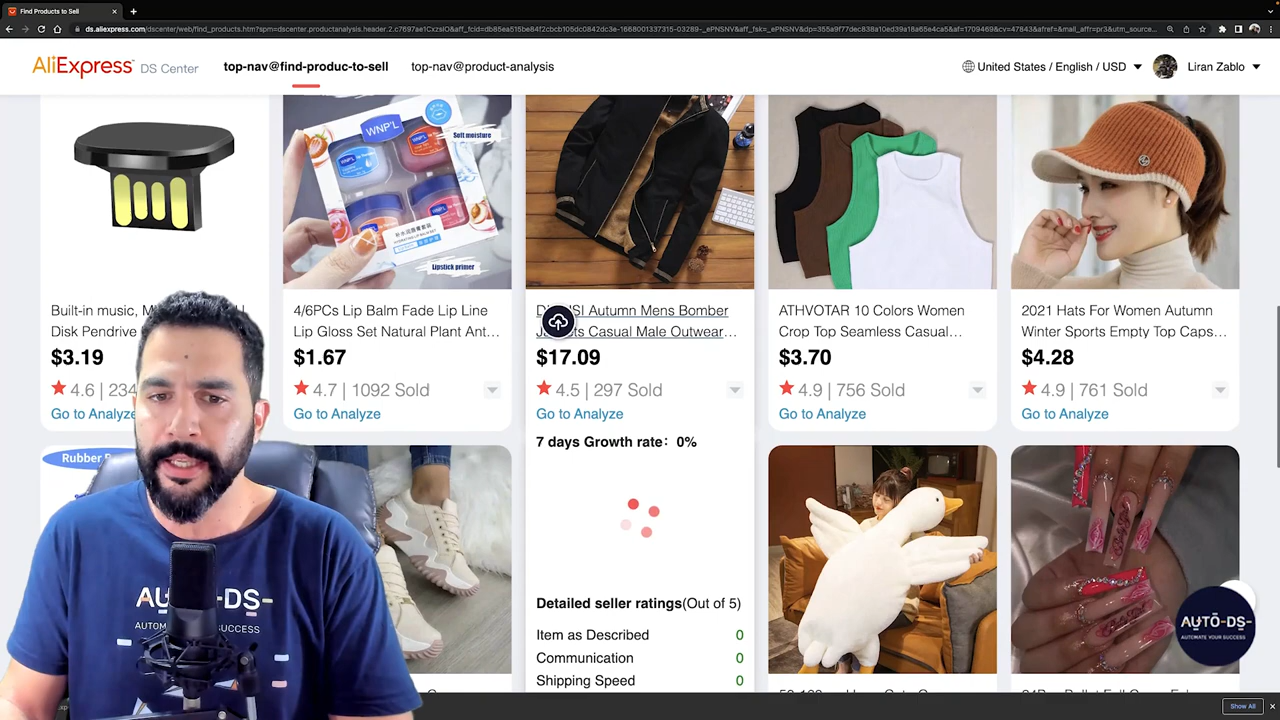 Find Products to Sell
AliExpress DS Center
top-nav@find-produc-to-sell
top-nav@product-analysis
United States / English / USD
Liran Zablo
WNP'L
Soft moisture
WNP'L
WNP'L
Lipstick primer
Built-in music,
Disk Pendrive
$3.19
4.6 | 234
Go to Analyze
4/6PCs Lip Balm Fade Lip Line
Lip Gloss Set Natural Plant Ant...
$1.67
4.7 | 1092 Sold
Go to Analyze
Autumn Mens Bomber
Casual Male Outwear...
$17.09
4.5 | 297 Sold
Go to Analyze
7 days Growth rate: 0%
Detailed seller ratings(Out of 5)
Item as Described 0
Communication 0
Shipping Speed 0
ATHVOTAR 10 Colors Women
Crop Top Seamless Casual...
$3.70
4.9 | 756 Sold
Go to Analyze
2021 Hats For Women Autumn
Winter Sports Empty Top Caps...
$4.28
4.9 | 761 Sold
Go to Analyze
Rubber
AUTO-DS-
AUTOMATE YOUR SUCCESS
Show All